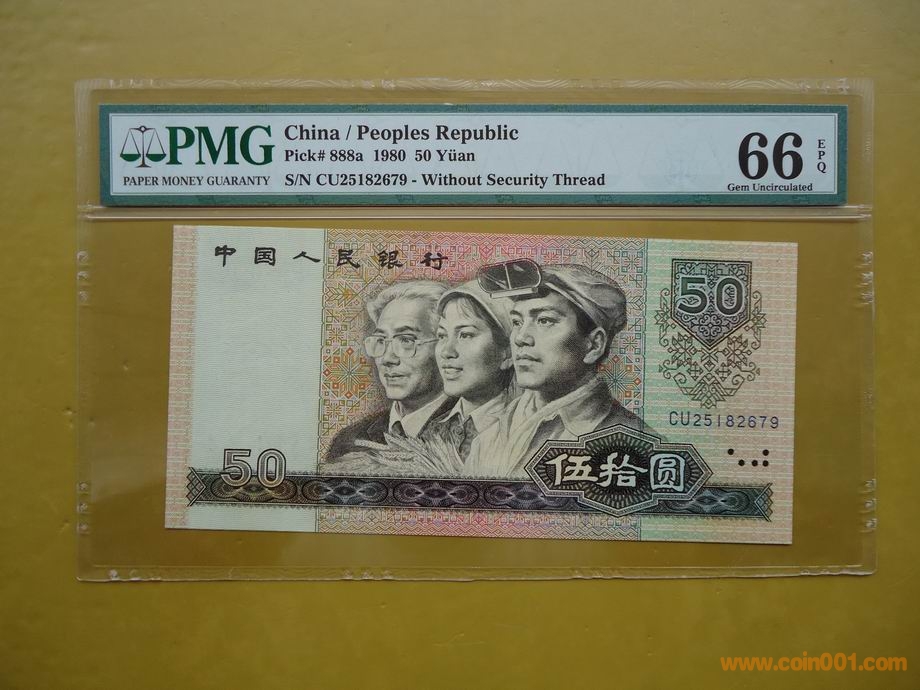 PMG
PAPER MONEY GUARANTY
China / Peoples Republic
Pick# 888a 1980 50 Yüan
S/N CU25182679 - Without Security Thread
66 EPQ
Gem Uncirculated
中国人民银行
50
CU25182679
50
伍拾圆
www.coin001.com